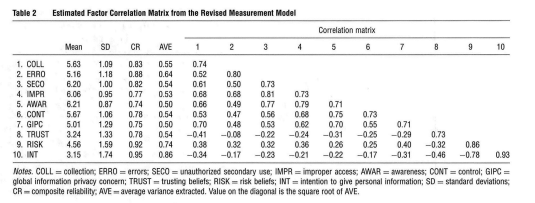 Table 2 Estimated Factor Correlation Matrix from the Revised Measurement Model
Correlation matrix
Mean SD CR AVE 1 2 3 4 5 6 7 8 9 10
1. COLL 5.63 1.09 0.83 0.55 0.74
2. ERRO 5.16 1.18 0.88 0.64 0.52 0.80
3. SECO 6.20 1.00 0.82 0.54 0.61 0.50 0.73
4. IMPR 6.06 0.95 0.77 0.53 0.68 0.68 0.81 0.73
5. AWAR 6.21 0.87 0.74 0.50 0.66 0.49 0.77 0.79 0.71
6. CONT 5.67 1.06 0.78 0.54 0.53 0.47 0.56 0.68 0.75 0.73
7. GIPC 5.01 1.29 0.75 0.50 0.70 0.48 0.53 0.62 0.70 0.55 0.71
8. TRUST 3.24 1.33 0.78 0.54 −0.41 −0.08 −0.22 −0.24 −0.31 −0.25 −0.29 0.73
9. RISK 4.56 1.59 0.92 0.74 0.38 0.32 0.32 0.36 0.26 0.25 0.40 −0.32 0.86
10. INT 3.15 1.74 0.95 0.86 −0.34 −0.17 −0.23 −0.21 −0.22 −0.17 −0.31 −0.46 −0.78 0.93
Notes. COLL = collection; ERRO = errors; SECO = unauthorized secondary use; IMPR = improper access; AWAR = awareness; CONT = control; GIPC =
global information privacy concern; TRUST = trusting beliefs; RISK = risk beliefs; INT = intention to give personal information; SD = standard deviations;
CR = composite reliability; AVE = average variance extracted. Value on the diagonal is the square root of AVE.